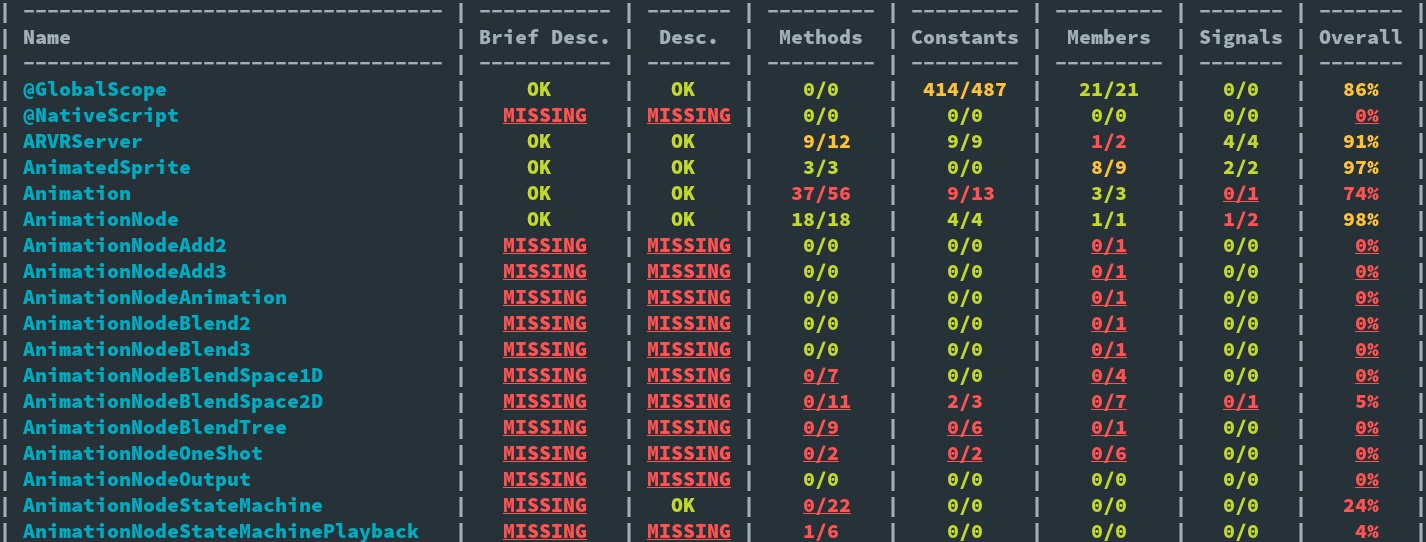 | ----------------------------------- | ----------- | ------- | --------- | --------- | --------- | ------- | ------- |
| Name | Brief Desc. | Desc. | Methods | Constants | Members | Signals | Overall |
| ----------------------------------- | ----------- | ------- | --------- | --------- | --------- | ------- | ------- |
| @GlobalScope | OK | OK | 0/0 | 414/487 | 21/21 | 0/0 | 86% |
| @NativeScript | MISSING | MISSING | 0/0 | 0/0 | 0/0 | 0/0 | 0% |
| ARVRServer | OK | OK | 9/12 | 9/9 | 1/2 | 4/4 | 91% |
| AnimatedSprite | OK | OK | 3/3 | 0/0 | 8/9 | 2/2 | 97% |
| Animation | OK | OK | 37/56 | 9/13 | 3/3 | 0/1 | 74% |
| AnimationNode | OK | OK | 18/18 | 4/4 | 1/1 | 1/2 | 98% |
| AnimationNodeAdd2 | MISSING | MISSING | 0/0 | 0/0 | 0/1 | 0/0 | 0% |
| AnimationNodeAdd3 | MISSING | MISSING | 0/0 | 0/0 | 0/1 | 0/0 | 0% |
| AnimationNodeAnimation | MISSING | MISSING | 0/0 | 0/0 | 0/1 | 0/0 | 0% |
| AnimationNodeBlend2 | MISSING | MISSING | 0/0 | 0/0 | 0/1 | 0/0 | 0% |
| AnimationNodeBlend3 | MISSING | MISSING | 0/0 | 0/0 | 0/1 | 0/0 | 0% |
| AnimationNodeBlendSpace1D | MISSING | MISSING | 0/7 | 0/0 | 0/4 | 0/0 | 0% |
| AnimationNodeBlendSpace2D | MISSING | MISSING | 0/11 | 2/3 | 0/7 | 0/1 | 5% |
| AnimationNodeBlendTree | MISSING | MISSING | 0/9 | 0/6 | 0/1 | 0/0 | 0% |
| AnimationNodeOneShot | MISSING | MISSING | 0/2 | 0/2 | 0/6 | 0/0 | 0% |
| AnimationNodeOutput | MISSING | MISSING | 0/0 | 0/0 | 0/0 | 0/0 | 0% |
| AnimationNodeStateMachine | MISSING | OK | 0/22 | 0/0 | 0/0 | 0/0 | 24% |
| AnimationNodeStateMachinePlayback | MISSING | MISSING | 1/6 | 0/0 | 0/0 | 0/0 | 4% |